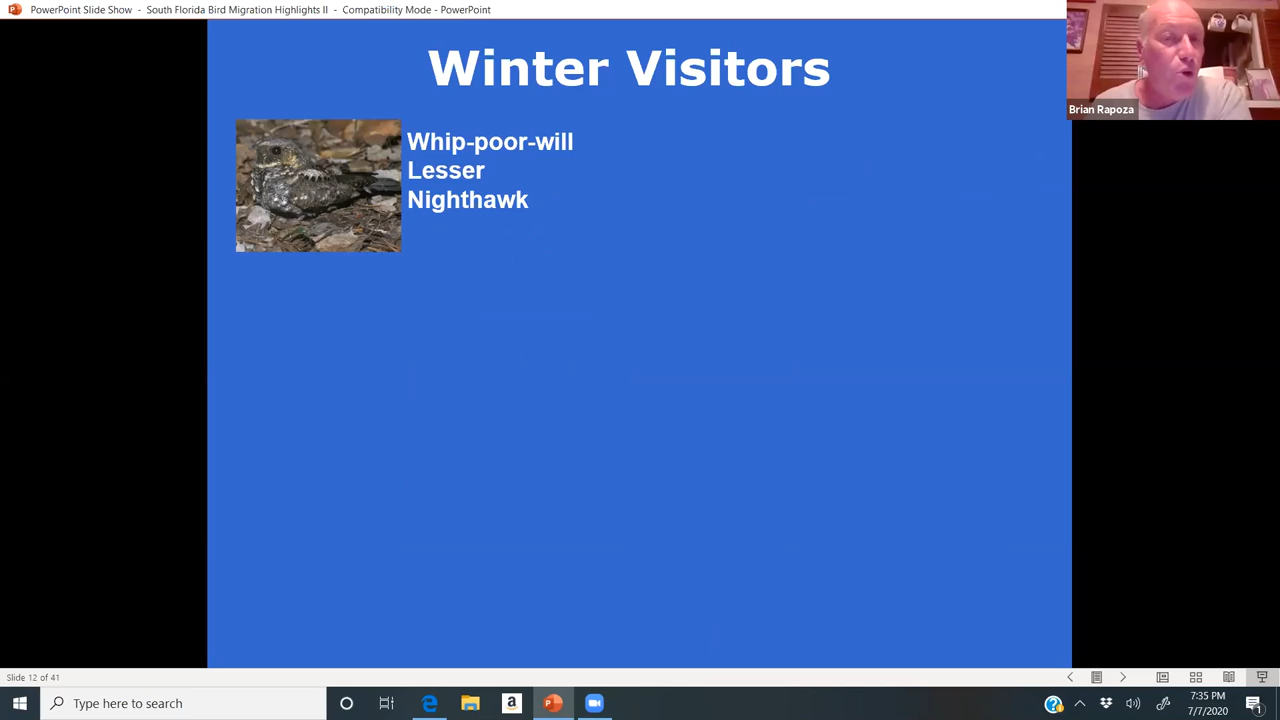 PowerPoint Slide Show - South Florida Bird Migration Highlights II - Compatibility Mode - PowerPoint
Winter Visitors
Brian Rapoza
Whip-poor-will
Lesser
Nighthawk
Slide 12 of 41
Type here to search
7:35 PM
7/7/2020